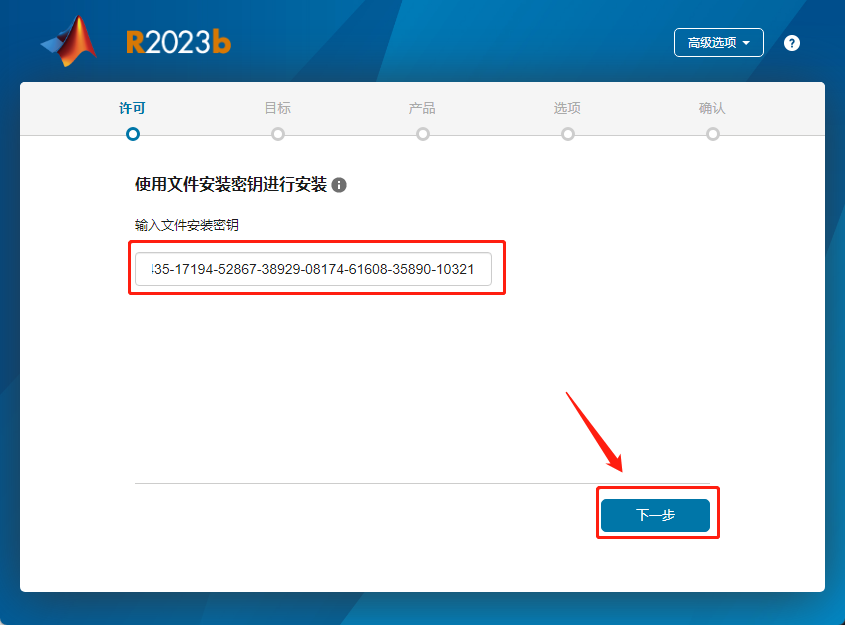 R2023b
高级选项
?
许可
目标
产品
选项
确认
使用文件安装密钥进行安装
输入文件安装密钥
35-17194-52867-38929-08174-61608-35890-10321
下一步